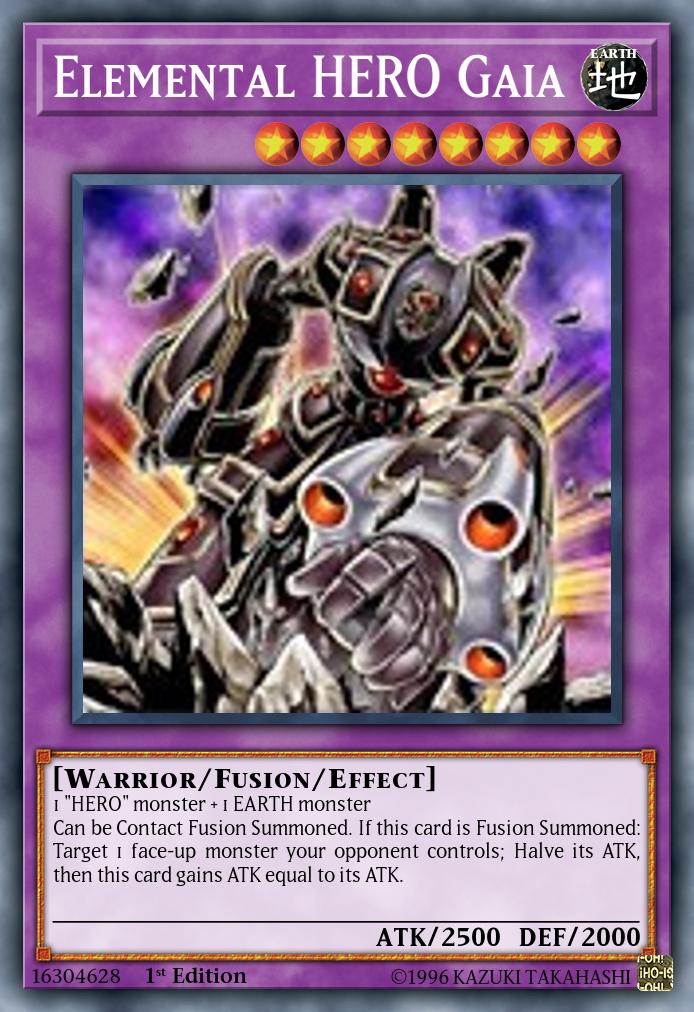 Elemental HERO Gaia
EARTH
地
[Warrior/Fusion/Effect]
1 "HERO" monster + 1 EARTH monster
Can be Contact Fusion Summoned. If this card is Fusion Summoned:
Target 1 face-up monster your opponent controls; Halve its ATK,
then this card gains ATK equal to its ATK.
ATK/2500 DEF/2000
16304628 1st Edition ©1996 KAZUKI TAKAHASHI